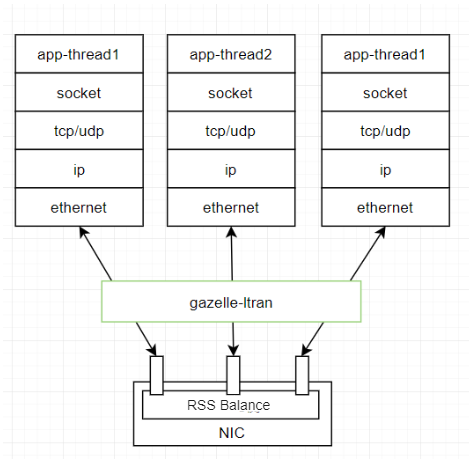 app-thread1 app-thread2 app-thread1
socket socket socket
tcp/udp tcp/udp tcp/udp
ip ip ip
ethernet ethernet ethernet
gazelle-ltran
RSS Balance
NIC